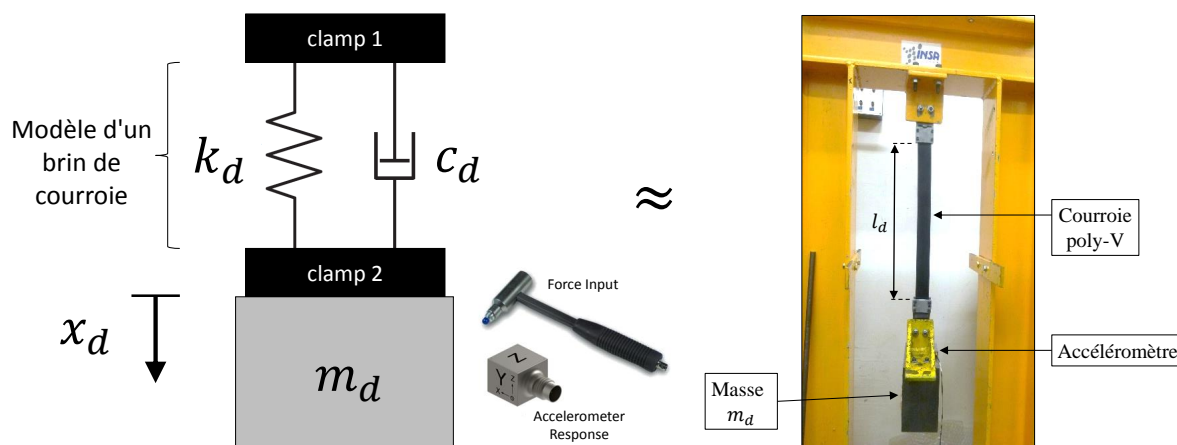 clamp 1
Modèle d'un
brin de
courroie
k_d
c_d
clamp 2
x_d
m_d
Force Input
Z
Y
Z
X
Accelerometer
Response
≈
INSA
l_d
Courroie
poly-V
Accéléromètre
Masse
m_d